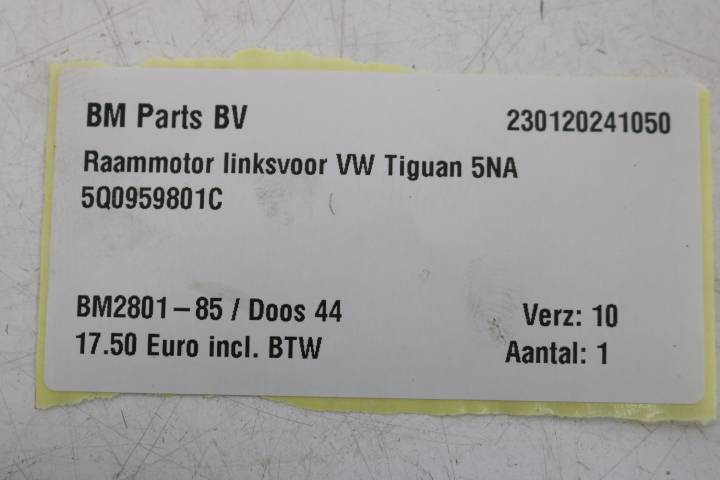 BM Parts BV 230120241050
Raammotor linksvoor VW Tiguan 5NA
5Q0959801C
BM2801-85 / Doos 44 Verz: 10
17.50 Euro incl. BTW Aantal: 1